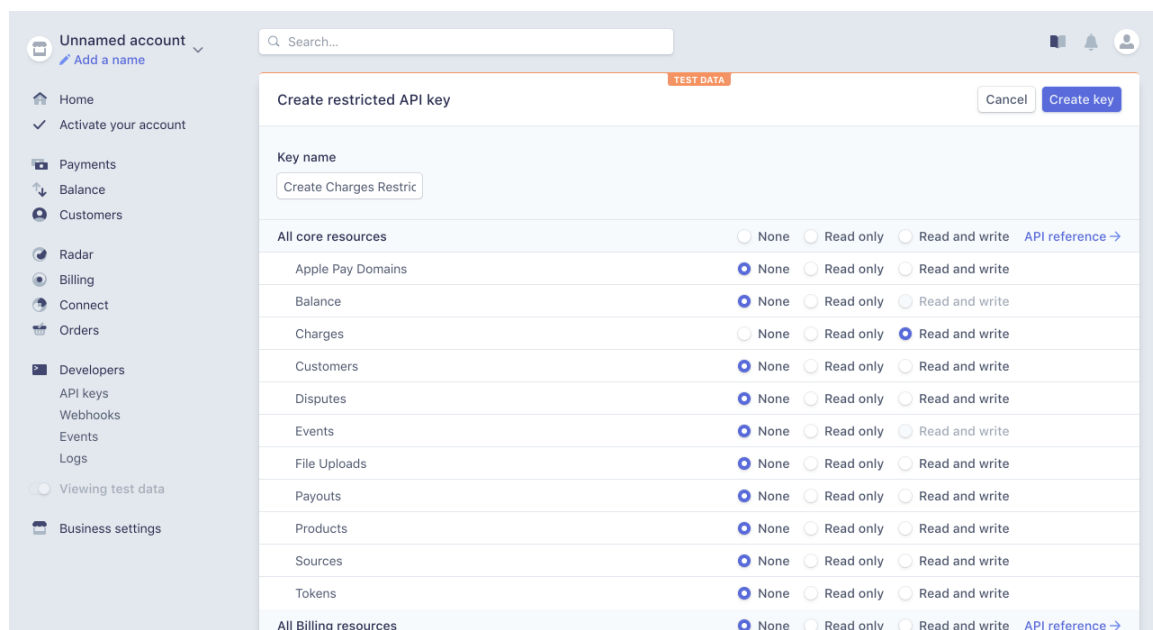 Unnamed account
Add a name
Search...
Home
Activate your account
Payments
Balance
Customers
Radar
Billing
Connect
Orders
Developers
API keys
Webhooks
Events
Logs
Viewing test data
Business settings
TEST DATA
Create restricted API key Cancel Create key
Key name
Create Charges Restric
All core resources None Read only Read and write API reference →
Apple Pay Domains None Read only Read and write
Balance None Read only Read and write
Charges None Read only Read and write
Customers None Read only Read and write
Disputes None Read only Read and write
Events None Read only Read and write
File Uploads None Read only Read and write
Payouts None Read only Read and write
Products None Read only Read and write
Sources None Read only Read and write
Tokens None Read only Read and write
All Billing resources None Read only Read and write API reference →